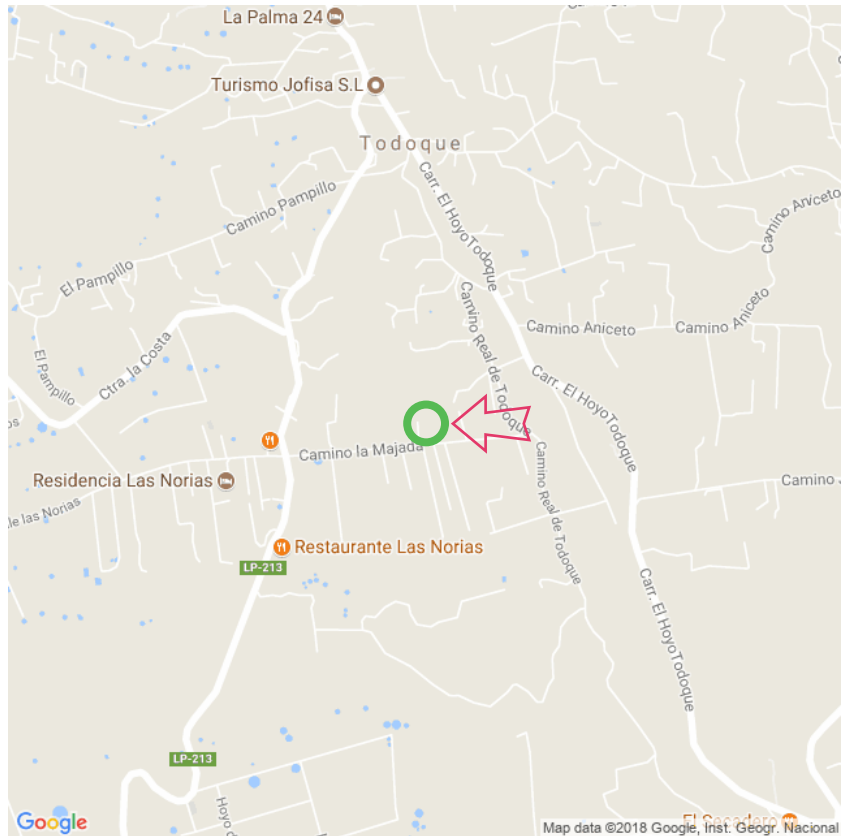 La Palma 24
Turismo Jofisa S.L
Todoque
Carr. El HoyoTodoque
Camino Pampillo
Camino Aniceto
El Pampillo
Camino Aniceto
Camino Aniceto
Camino Real de Todoque
Ctra. la Costa
El Pampillo
Carr. El HoyoTodoque
os
Camino la Majada
Residencia Las Norias
Camino Real de Todoque
Camino J
le las Norias
Restaurante Las Norias
LP-213
Carr. El HoyoTodoque
LP-213
Hoyo d
El Secadero
Google
Map data ©2018 Google, Inst. Geogr. Nacional